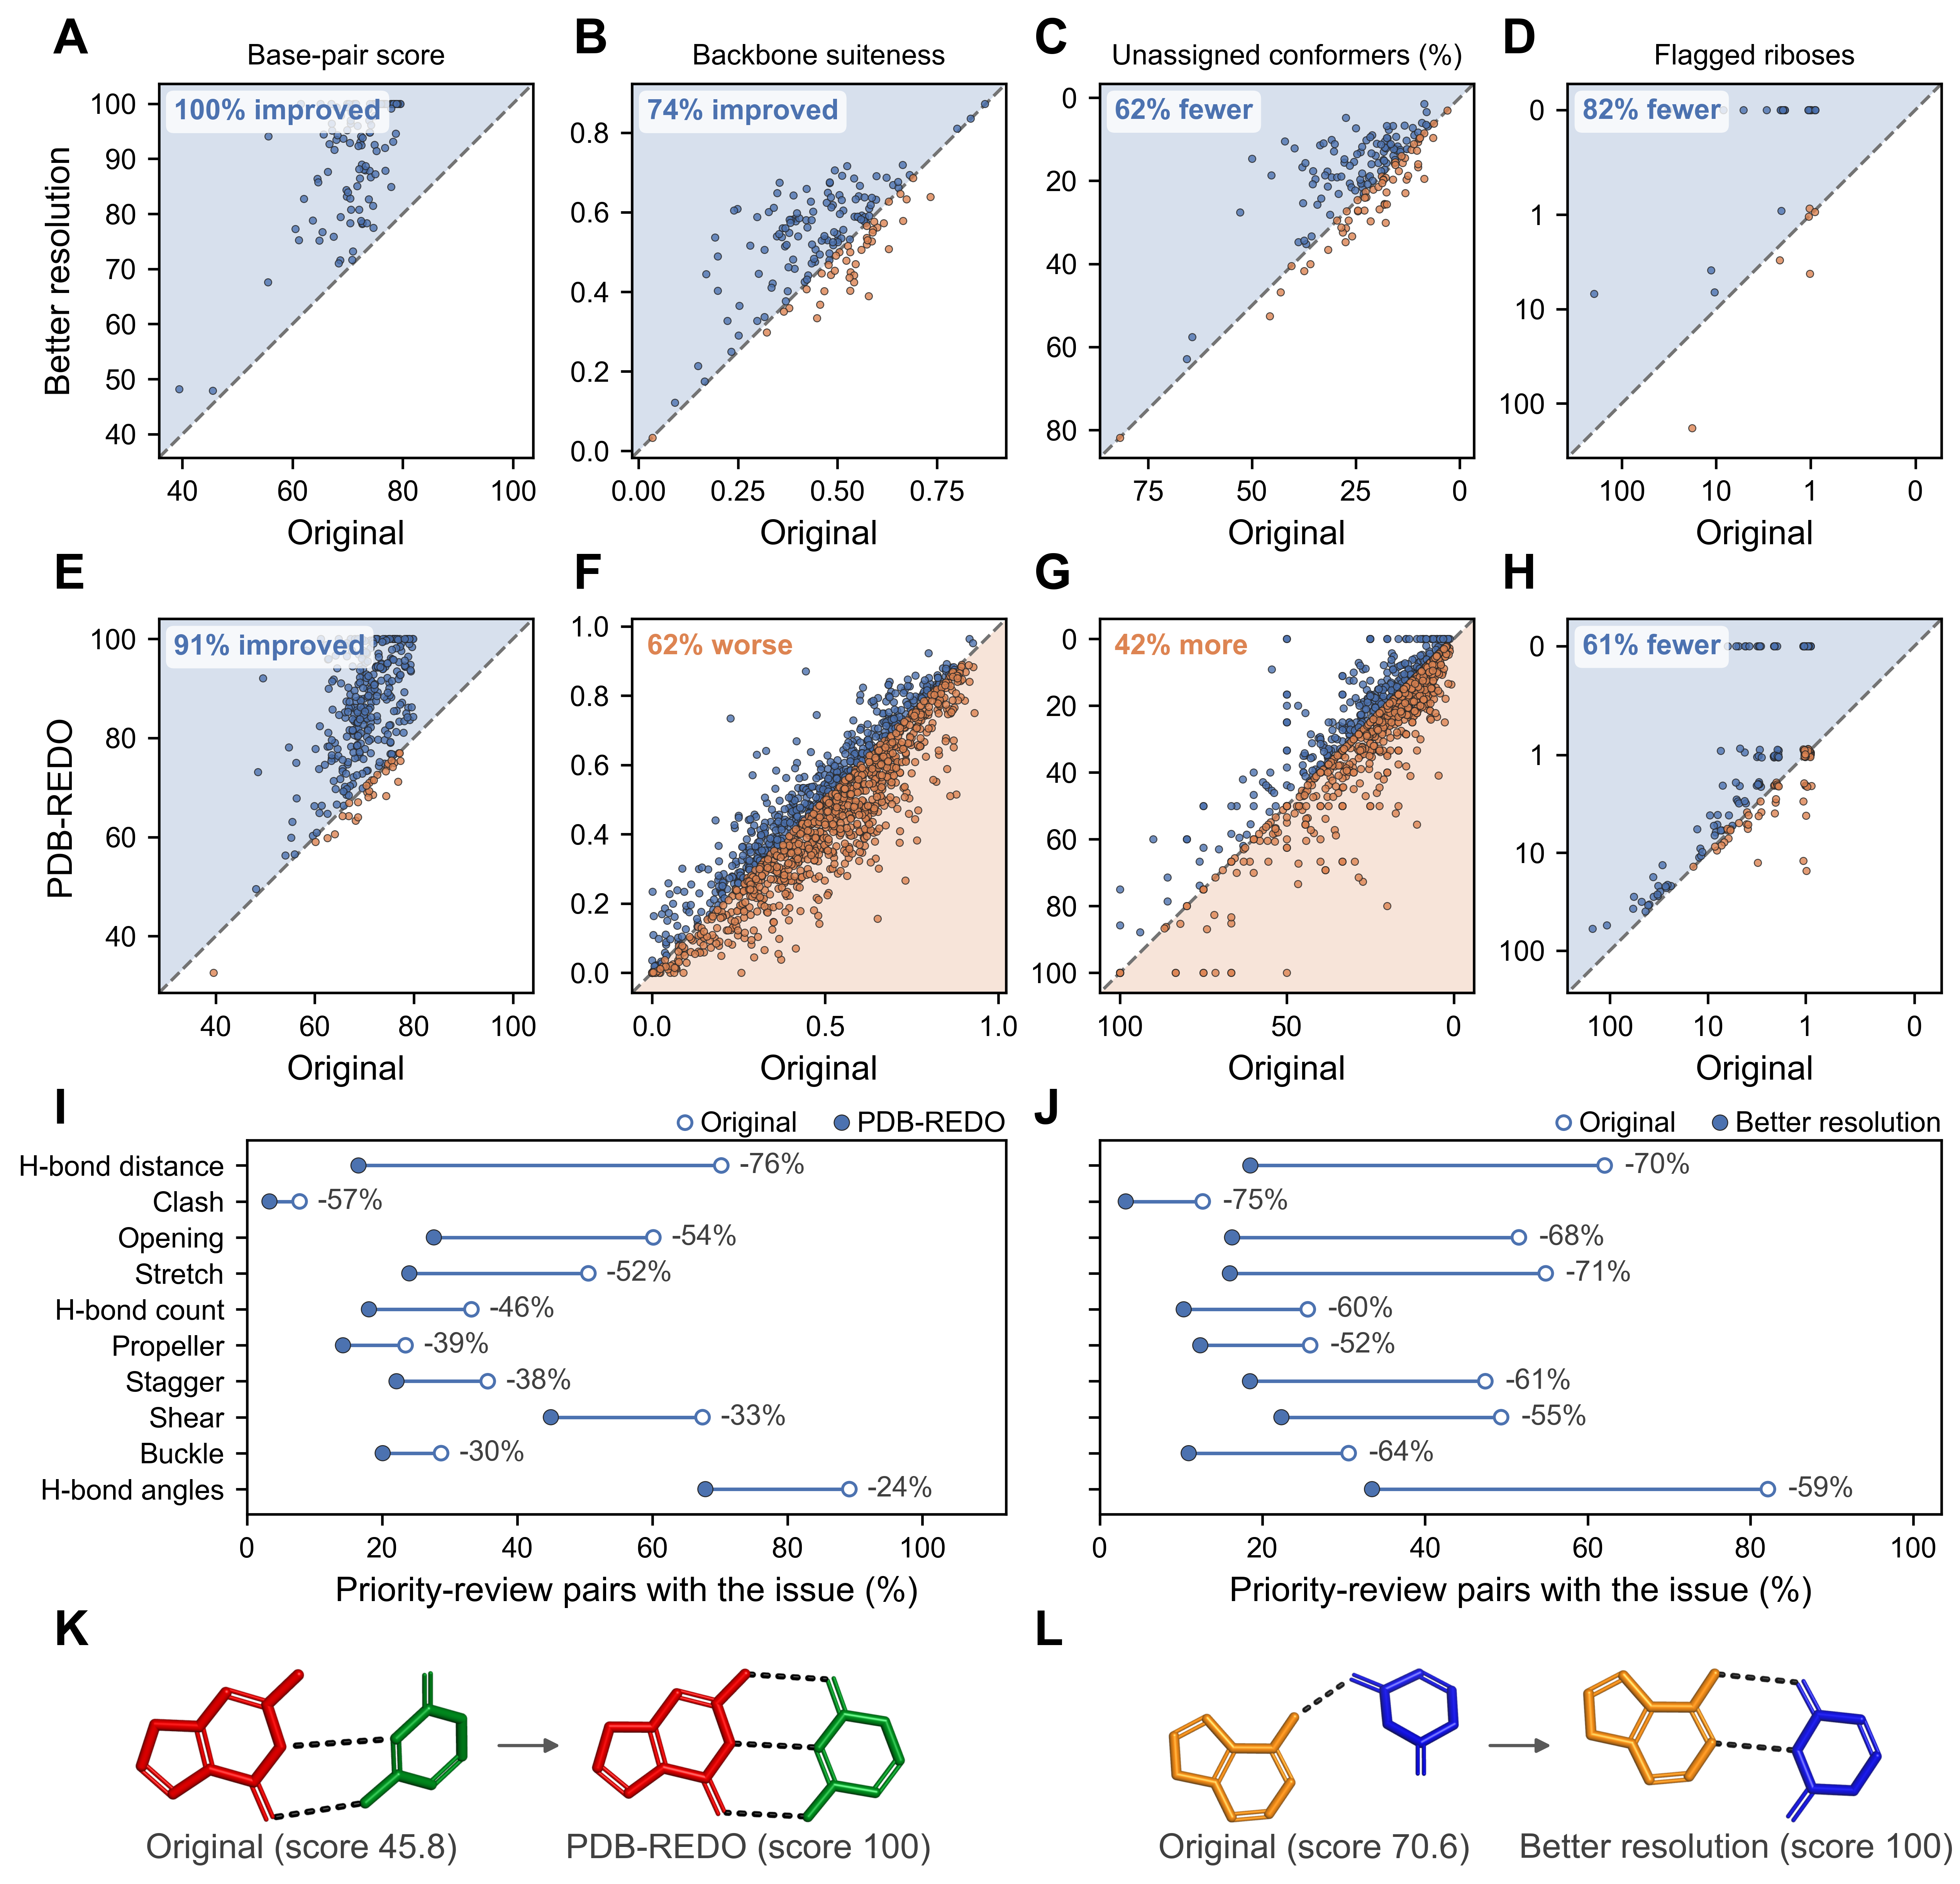 A B C D
Base-pair score Backbone suiteness Unassigned conformers (%) Flagged riboses
100% improved 74% improved 62% fewer 82% fewer
Better resolution
100 90 80 70 60 50 40
0.8 0.6 0.4 0.2 0.0
0 20 40 60 80
0 1 10 100
40 60 80 100 0.00 0.25 0.50 0.75 75 50 25 0 100 10 1 0
Original Original Original Original
E F G H
91% improved 62% worse 42% more 61% fewer
PDB-REDO
100 80 60 40
1.0 0.8 0.6 0.4 0.2 0.0
0 20 40 60 80 100
0 1 10 100
40 60 80 100 0.0 0.5 1.0 100 50 0 100 10 1 0
Original Original Original Original
I
Original PDB-REDO
H-bond distance -76%
Clash -57%
Opening -54%
Stretch -52%
H-bond count -46%
Propeller -39%
Stagger -38%
Shear -33%
Buckle -30%
H-bond angles -24%
0 20 40 60 80 100
Priority-review pairs with the issue (%)
J
Original Better resolution
-70%
-75%
-68%
-71%
-60%
-52%
-61%
-55%
-64%
-59%
0 20 40 60 80 100
Priority-review pairs with the issue (%)
K
Original (score 45.8) PDB-REDO (score 100)
L
Original (score 70.6) Better resolution (score 100)